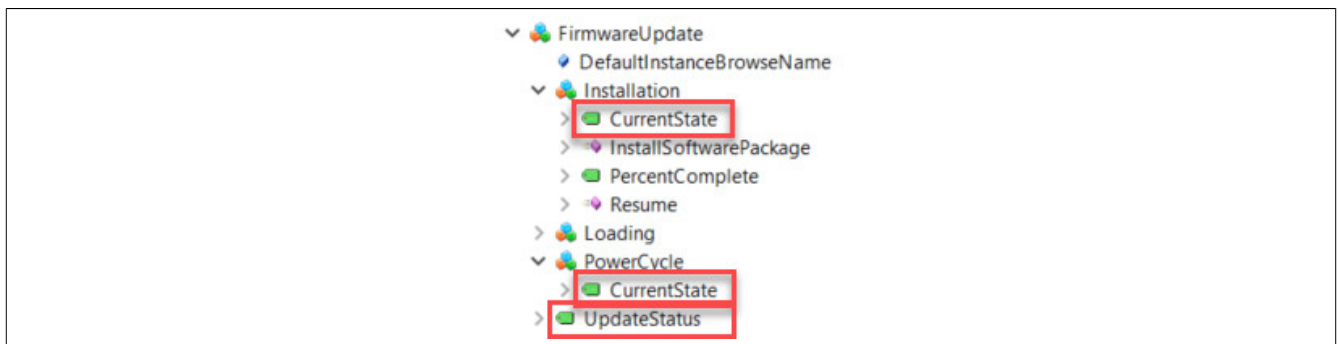 FirmwareUpdate
DefaultInstanceBrowseName
Installation
CurrentState
InstallSoftwarePackage
PercentComplete
Resume
Loading
PowerCycle
CurrentState
UpdateStatus